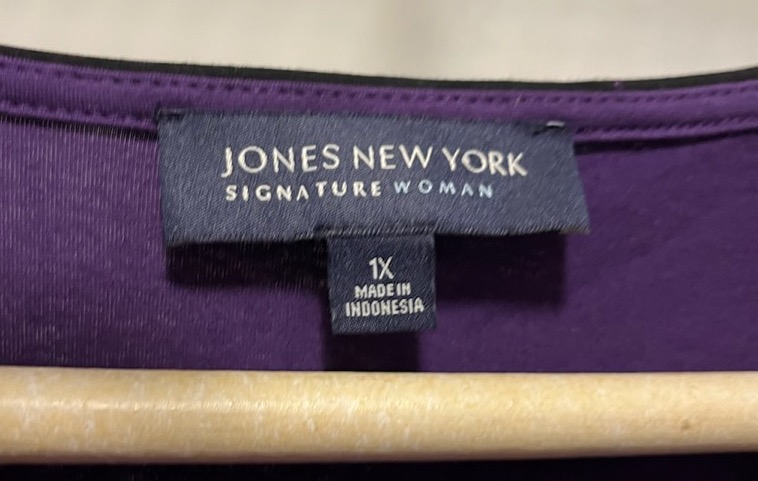 JONES NEW YORK
SIGNATURE WOMAN
1X
MADE IN
INDONESIA